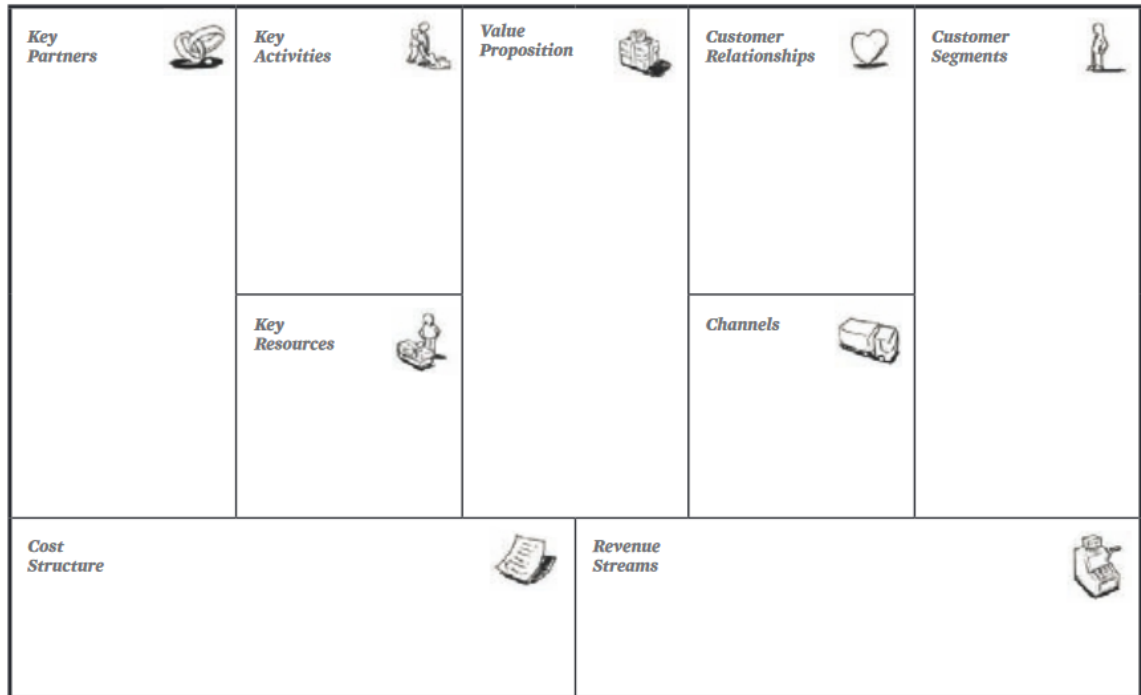 Key
Partners
Key
Activities
Value
Proposition
Customer
Relationships
Customer
Segments
Key
Resources
Channels
Cost
Structure
Revenue
Streams